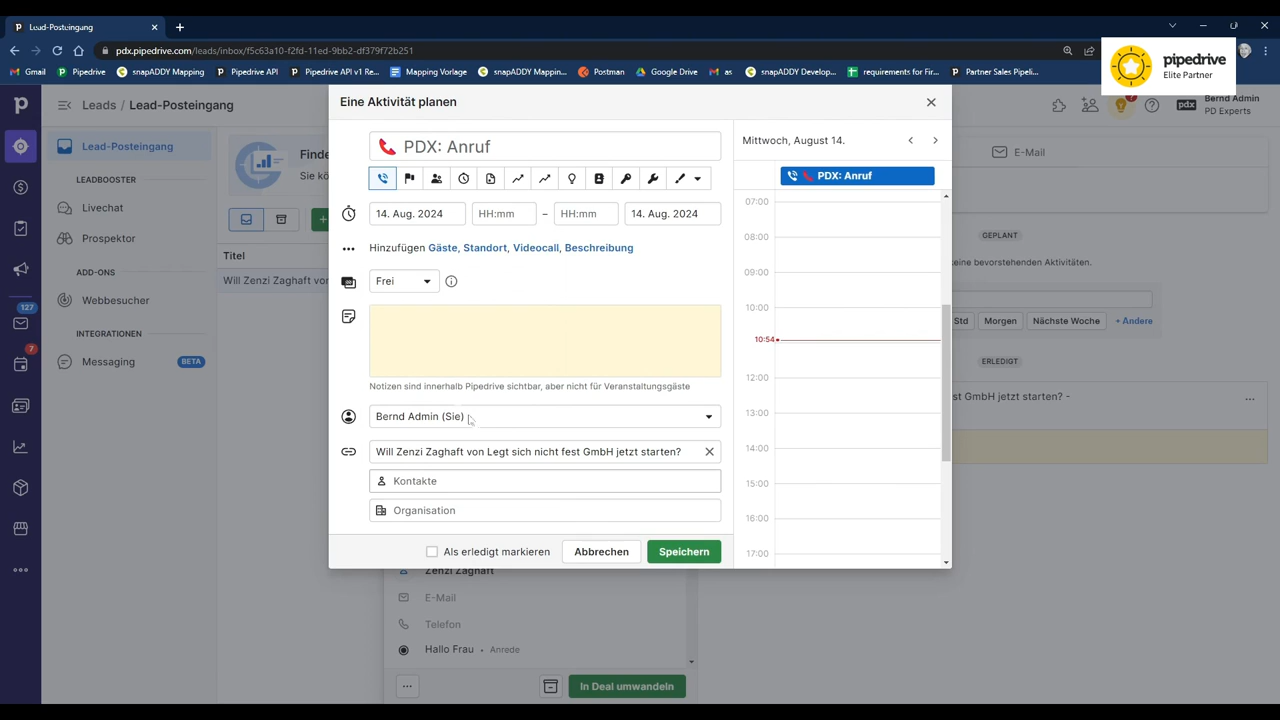 Lead-Posteingang
pdx.pipedrive.com/leads/inbox/f5c63a10-f2fd-11ed-9bb2-df379f72b251
Gmail
Pipedrive
snapADDY Mapping
Pipedrive API
Pipedrive API v1 Re...
Mapping Vorlage
snapADDY Mappin...
Postman
Google Drive
as
snapADDY Develop...
requirements for Fir...
Partner Sales Pipeli...
pipedrive
Elite Partner
Leads / Lead-Posteingang
?
pdx
Bernd Admin
PD Experts
Lead-Posteingang
LEADBOOSTER
Livechat
Prospektor
ADD-ONS
Webbesucher
INTEGRATIONEN
Messaging
BETA
127
7
Finde
Sie kö
Titel
Will Zenzi Zaghaft vor
Eine Aktivität planen
PDX: Anruf
14. Aug. 2024
HH:mm
–
HH:mm
14. Aug. 2024
Hinzufügen Gäste, Standort, Videocall, Beschreibung
Frei
Notizen sind innerhalb Pipedrive sichtbar, aber nicht für Veranstaltungsgäste
Bernd Admin (Sie)
Will Zenzi Zaghaft von Legt sich nicht fest GmbH jetzt starten?
Kontakte
Organisation
Als erledigt markieren
Abbrechen
Speichern
Mittwoch, August 14.
PDX: Anruf
07:00
08:00
09:00
10:00
10:54
12:00
13:00
14:00
15:00
16:00
17:00
E-Mail
GEPLANT
keine bevorstehenden Aktivitäten.
Std
Morgen
Nächste Woche
+ Andere
ERLEDIGT
est GmbH jetzt starten? -
Zenzi Zaghaft
E-Mail
Telefon
Hallo Frau • Anrede
In Deal umwandeln